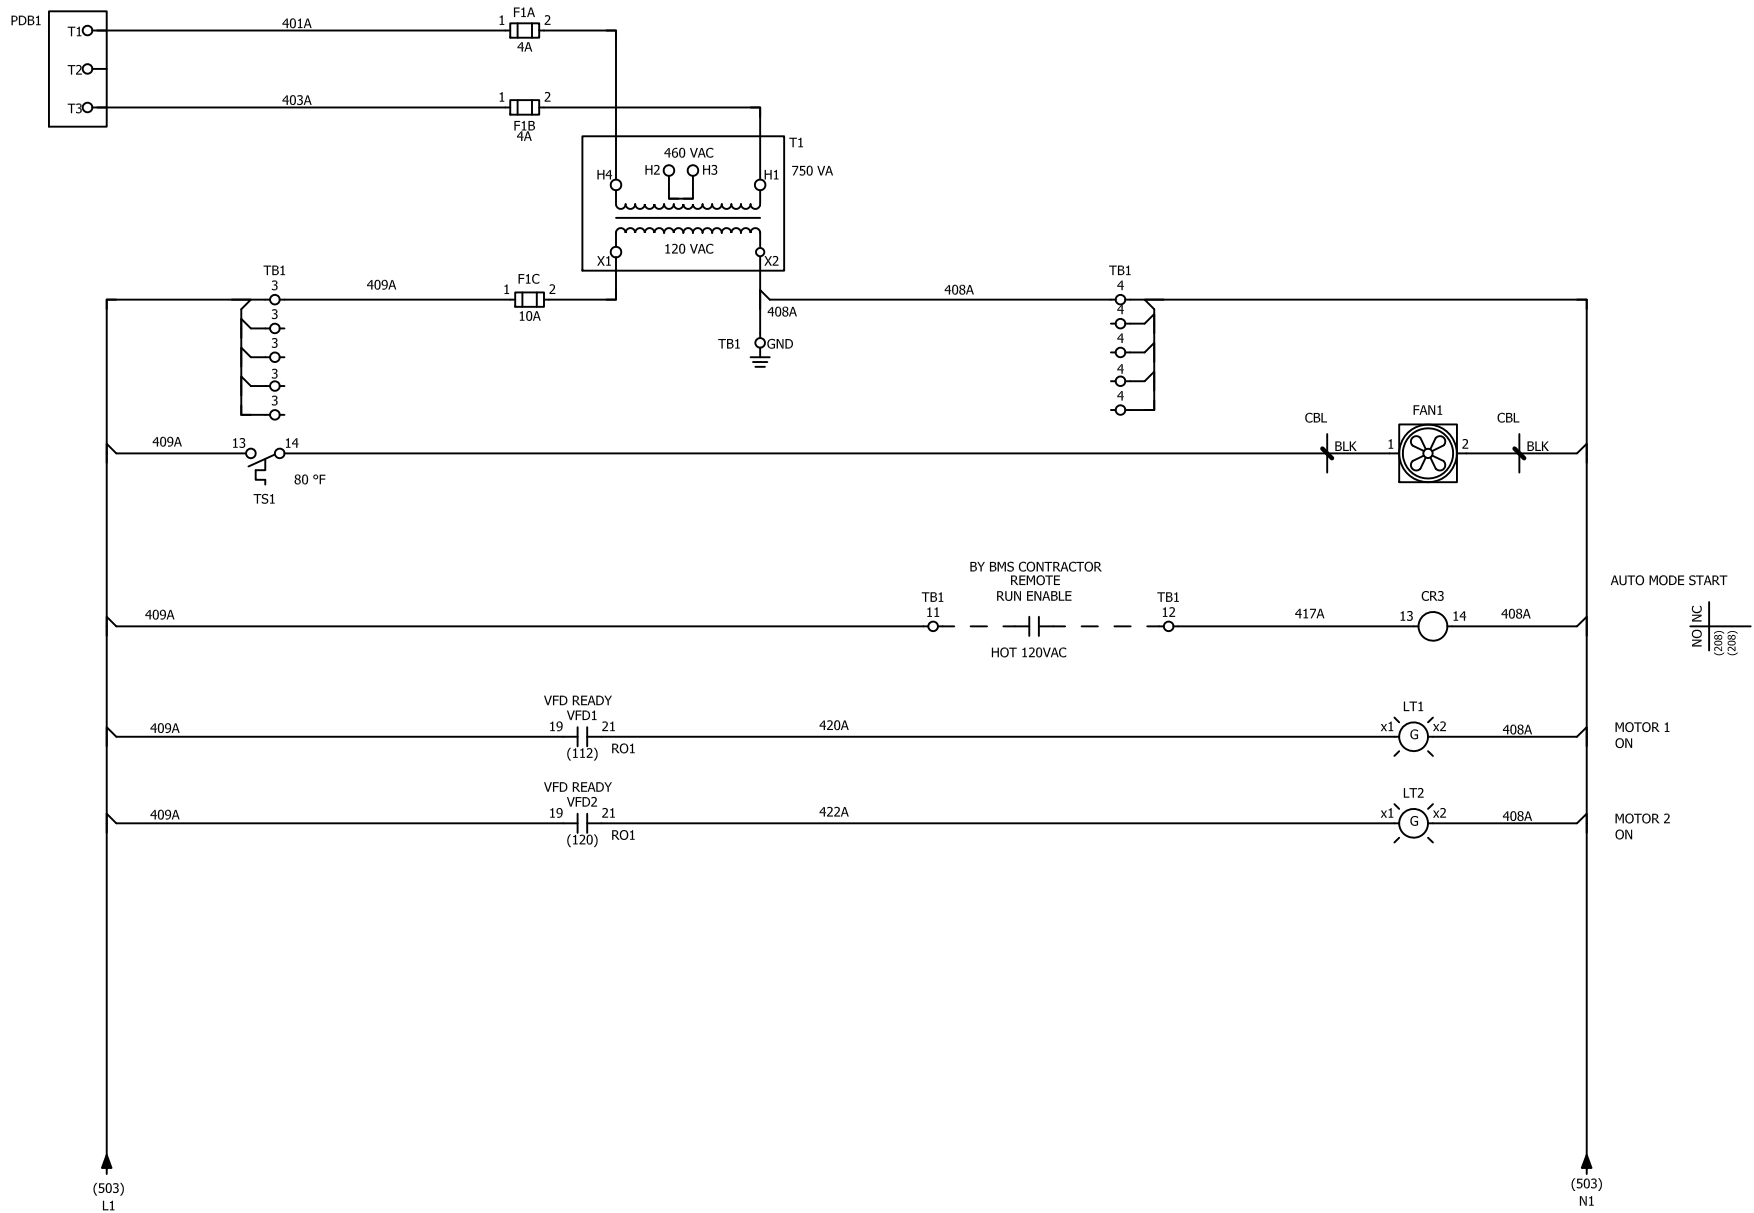 PDB1
T1
401A
1
F1A
2
4A
T2
T3
403A
1
2
F1B
4A
T1
460 VAC
750 VA
H4
H2
H3
H1
120 VAC
X1
X2
TB1
3
409A
1
F1C
2
10A
408A
408A
TB1
4
3
4
TB1
GND
3
4
3
4
3
4
409A
13
14
80 °F
TS1
CBL
BLK
FAN1
1
2
CBL
BLK
BY BMS CONTRACTOR
REMOTE
RUN ENABLE
AUTO MODE START
409A
TB1
11
TB1
12
HOT 120VAC
417A
CR3
13
14
408A
NO
NC
(208)
(208)
VFD READY
VFD1
409A
19
21
(112)
RO1
420A
LT1
x1
G
x2
408A
MOTOR 1
ON
VFD READY
VFD2
409A
19
21
(120)
RO1
422A
LT2
x1
G
x2
408A
MOTOR 2
ON
(503)
L1
(503)
N1